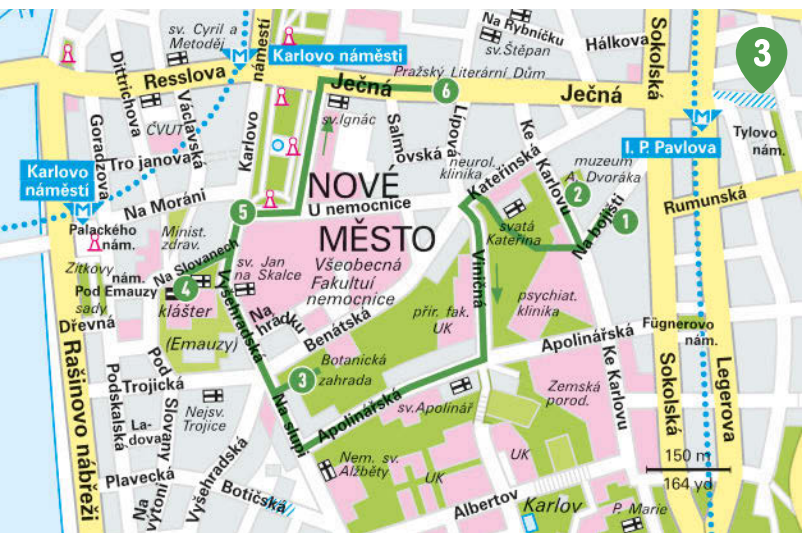 sv. Cyril a
Metoděj
Karlovo náměstí
náměstí
Na Rybníčku
sv.Štěpan
Hálkova
Sokolská
3
Resslova
Ječná
Pražský Literární Dům
6
Ječná
Dittrichova
Václavská
Gorazdova
ČVUT
Karlovo
sv.Ignác
Salmovská
Lípová
Ke Karlovu
I. P. Pavlova
Tylovo
nám.
Karlovo
náměstí
Trojanova
neurol.
klinika
Kateřinská
muzeum
A. Dvořáka
2
1
Na bojišti
Rumunská
Na Moráni
5
NOVÉ
U nemocnice
MĚSTO
svatá
Kateřina
Palackého
nám.
Minist.
zdrav.
Na Slovanech
4
Zítkovy
sady
nám.
Pod Emauzy
klášter
(Emauzy)
Vyšehradská
sv. Jan
na Skalce
Všeobecná
Fakultuí
nemocnice
Viničná
psychiat.
klinika
Na hrádku
Benátská
přír. fak.
UK
Dřevná
Apolinářská
Fügnerovo
nám.
Rašínovo nábřeží
Podskalská
Trojická
Pod Slovany
3
Botanická
zahrada
Ke Karlovu
Sokolská
Legerova
Na slupi
Apolinářská
sv.Apolinář
Zemská
porod.
Ladova
Nejsv.
Trojice
Nem. sv.
Alžběty
UK
UK
150 m
164 yd
Plavecká
Na výtoni
Vyšehradská
Botičská
Albertov
Karlov
P. Marie